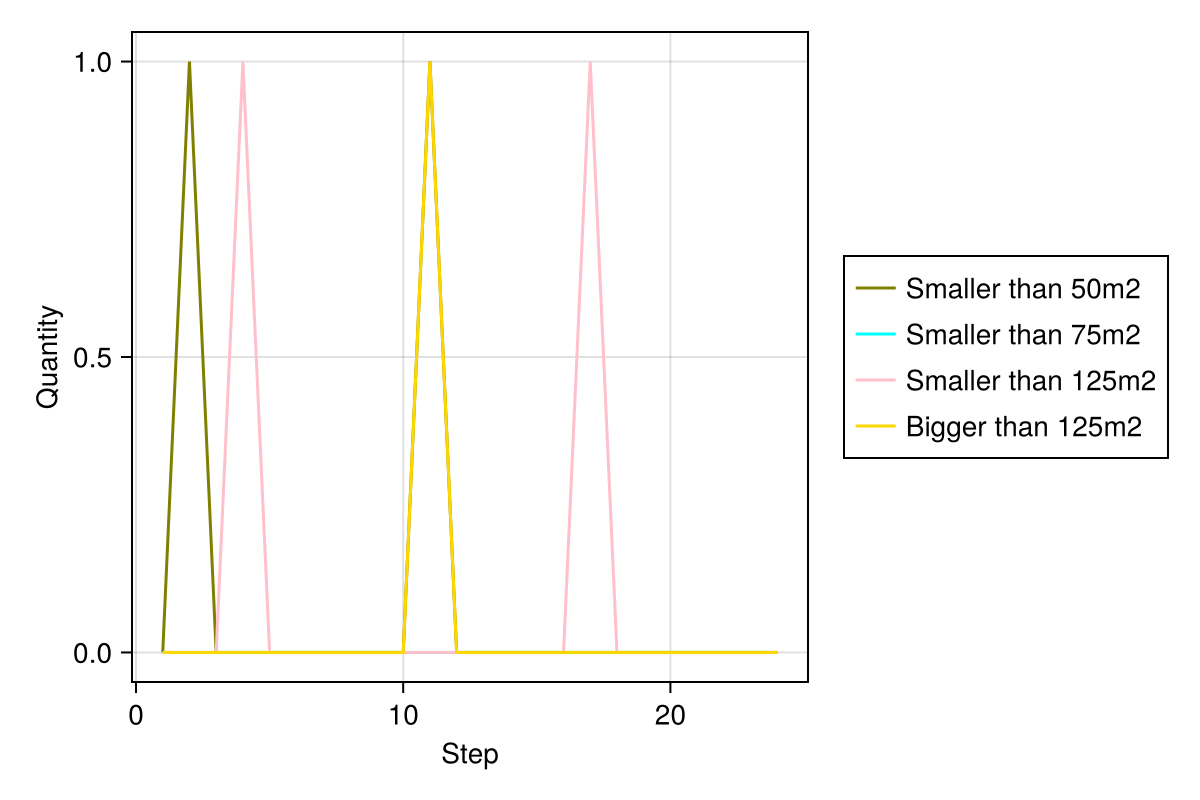 1.0
0.5
0.0
Quantity
0
10
20
Step
Smaller than 50m2
Smaller than 75m2
Smaller than 125m2
Bigger than 125m2